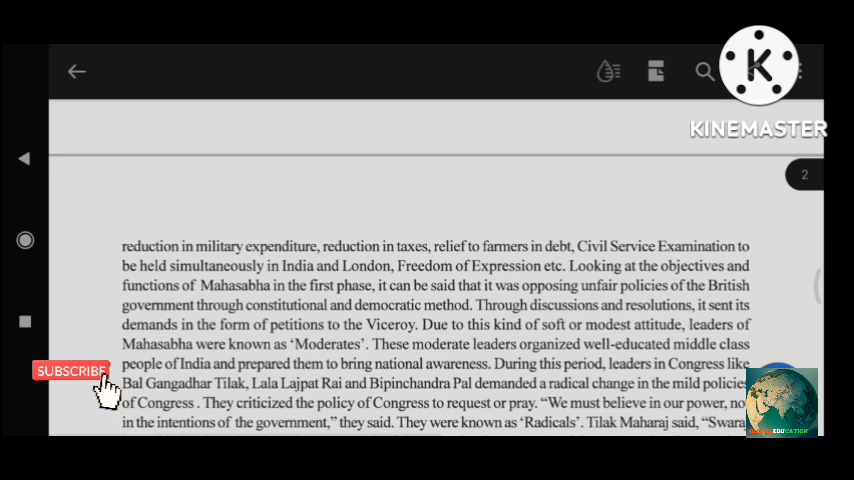 KINEMASTER
2
reduction in military expenditure, reduction in taxes, relief to farmers in debt, Civil Service Examination to
be held simultaneously in India and London, Freedom of Expression etc. Looking at the objectives and
functions of Mahasabha in the first phase, it can be said that it was opposing unfair policies of the British
government through constitutional and democratic method. Through discussions and resolutions, it sent its
demands in the form of petitions to the Viceroy. Due to this kind of soft or modest attitude, leaders of
Mahasabha were known as ‘Moderates’. These moderate leaders organized well-educated middle class
people of India and prepared them to bring national awareness. During this period, leaders in Congress like
Bal Gangadhar Tilak, Lala Lajpat Rai and Bipinchandra Pal demanded a radical change in the mild policies
of Congress . They criticized the policy of Congress to request or pray. “We must believe in our power, no
in the intentions of the government,” they said. They were known as ‘Radicals’. Tilak Maharaj said, “Swaraj
SUBSCRIBE
EDUCATION